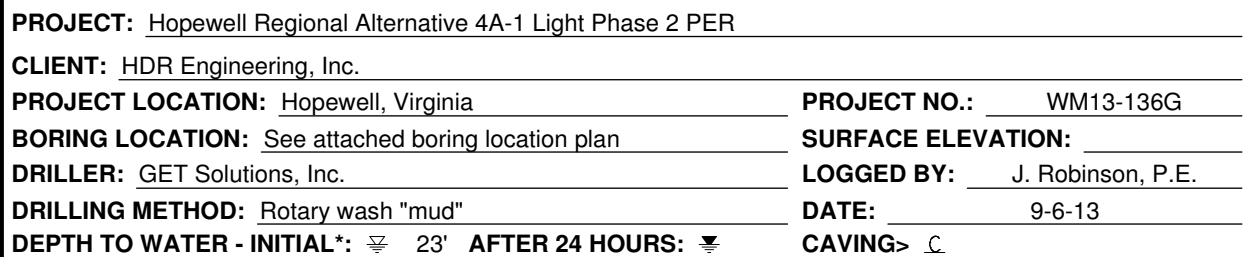 PROJECT: Hopewell Regional Alternative 4A-1 Light Phase 2 PER
CLIENT: HDR Engineering, Inc.
PROJECT LOCATION: Hopewell, Virginia PROJECT NO.: WM13-136G
BORING LOCATION: See attached boring location plan SURFACE ELEVATION:
DRILLER: GET Solutions, Inc. LOGGED BY: J. Robinson, P.E.
DRILLING METHOD: Rotary wash "mud" DATE: 9-6-13
DEPTH TO WATER - INITIAL*: 23' AFTER 24 HOURS: CAVING> C